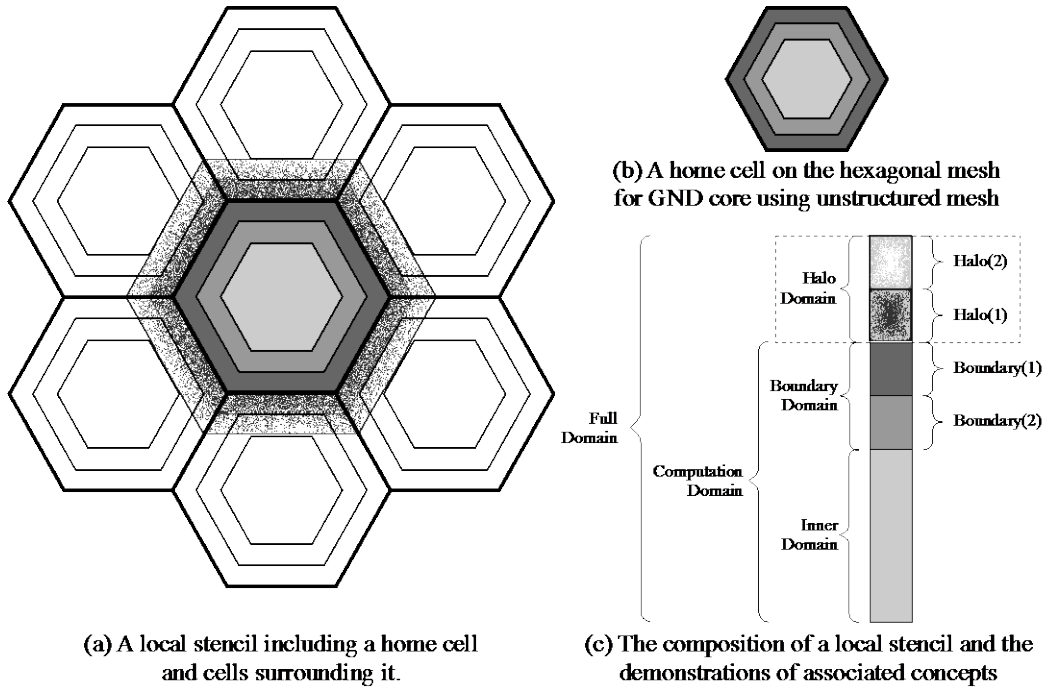 (b) A home cell on the hexagonal mesh
for GND core using unstructured mesh
Halo
Domain
Halo(2)
Halo(1)
Boundary
Domain
Boundary(1)
Boundary(2)
Full
Domain
Computation
Domain
Inner
Domain
(a) A local stencil including a home cell
and cells surrounding it.
(c) The composition of a local stencil and the
demonstrations of associated concepts